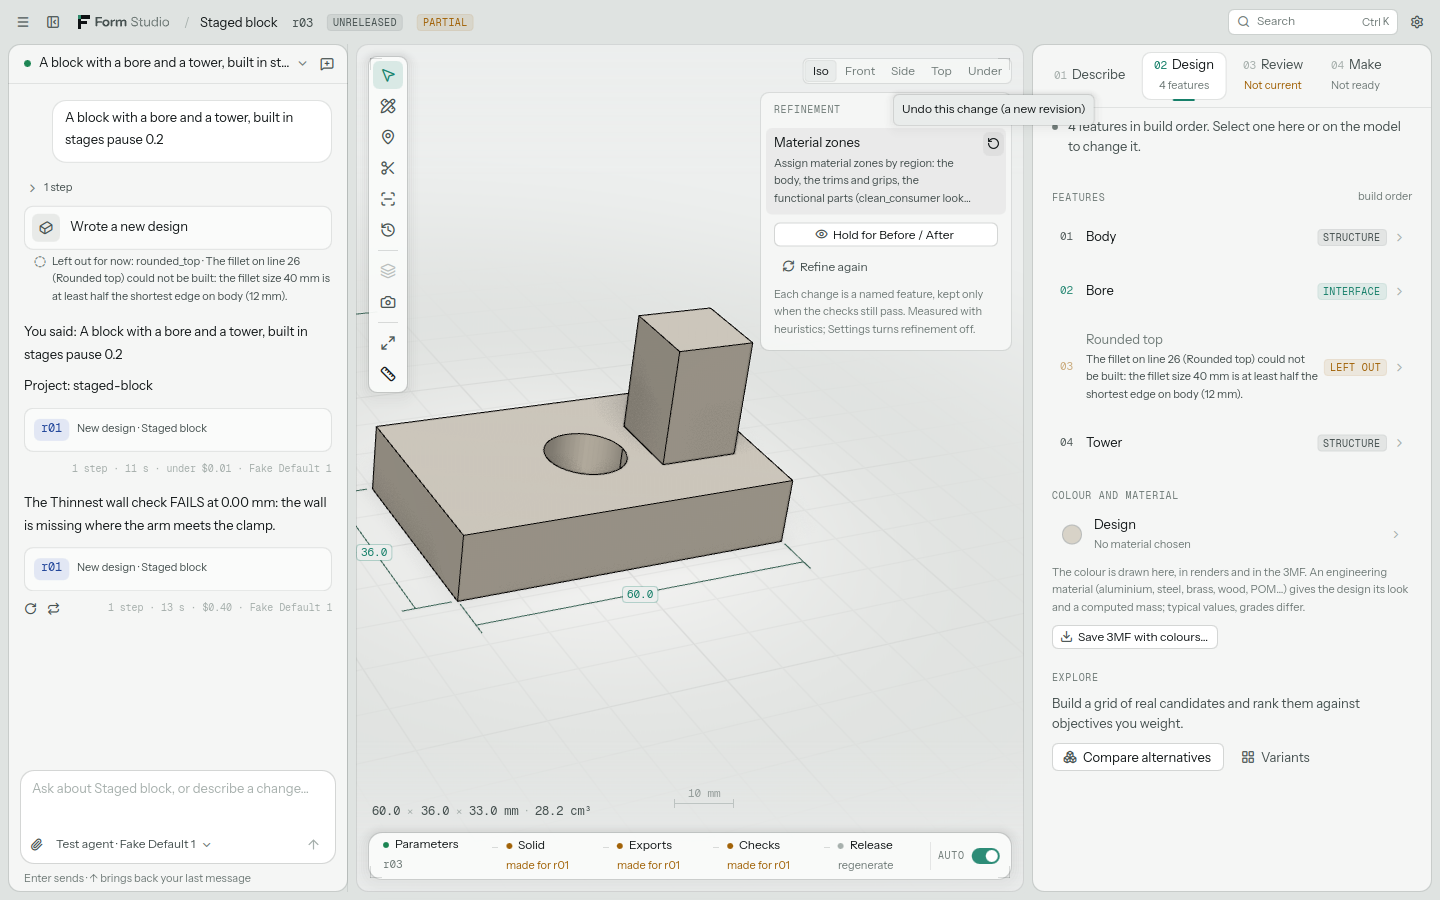 Form Studio / Staged block r03 UNRELEASED PARTIAL
Search Ctrl K
A block with a bore and a tower, built in st...
A block with a bore and a tower, built in
stages pause 0.2
1 step
Wrote a new design
Left out for now: rounded_top · The fillet on line 26
(Rounded top) could not be built: the fillet size 40 mm is
at least half the shortest edge on body (12 mm).
You said: A block with a bore and a tower, built in
stages pause 0.2
Project: staged-block
r01 New design · Staged block
1 step · 11 s · under $0.01 · Fake Default 1
The Thinnest wall check FAILS at 0.00 mm: the wall
is missing where the arm meets the clamp.
r01 New design · Staged block
1 step · 13 s · $0.40 · Fake Default 1
Ask about Staged block, or describe a change...
Test agent · Fake Default 1
Enter sends · ↑ brings back your last message
Iso Front Side Top Under
REFINEMENT
Undo this change (a new revision)
Material zones
Assign material zones by region: the
body, the trims and grips, the
functional parts (clean_consumer look...
Hold for Before / After
Refine again
Each change is a named feature, kept only
when the checks still pass. Measured with
heuristics; Settings turns refinement off.
36.0
60.0
10 mm
60.0 × 36.0 × 33.0 mm · 28.2 cm³
Parameters
r03
Solid
made for r01
Exports
made for r01
Checks
made for r01
Release
regenerate
AUTO
01 Describe
02 Design
4 features
03 Review
Not current
04 Make
Not ready
4 features in build order. Select one here or on the model
to change it.
FEATURES build order
01 Body STRUCTURE
02 Bore INTERFACE
Rounded top
03 The fillet on line 26 (Rounded top) could not
be built: the fillet size 40 mm is at least half the
shortest edge on body (12 mm).
LEFT OUT
04 Tower STRUCTURE
COLOUR AND MATERIAL
Design
No material chosen
The colour is drawn here, in renders and in the 3MF. An engineering
material (aluminium, steel, brass, wood, POM...) gives the design its look
and a computed mass; typical values, grades differ.
Save 3MF with colours...
EXPLORE
Build a grid of real candidates and rank them against
objectives you weight.
Compare alternatives Variants